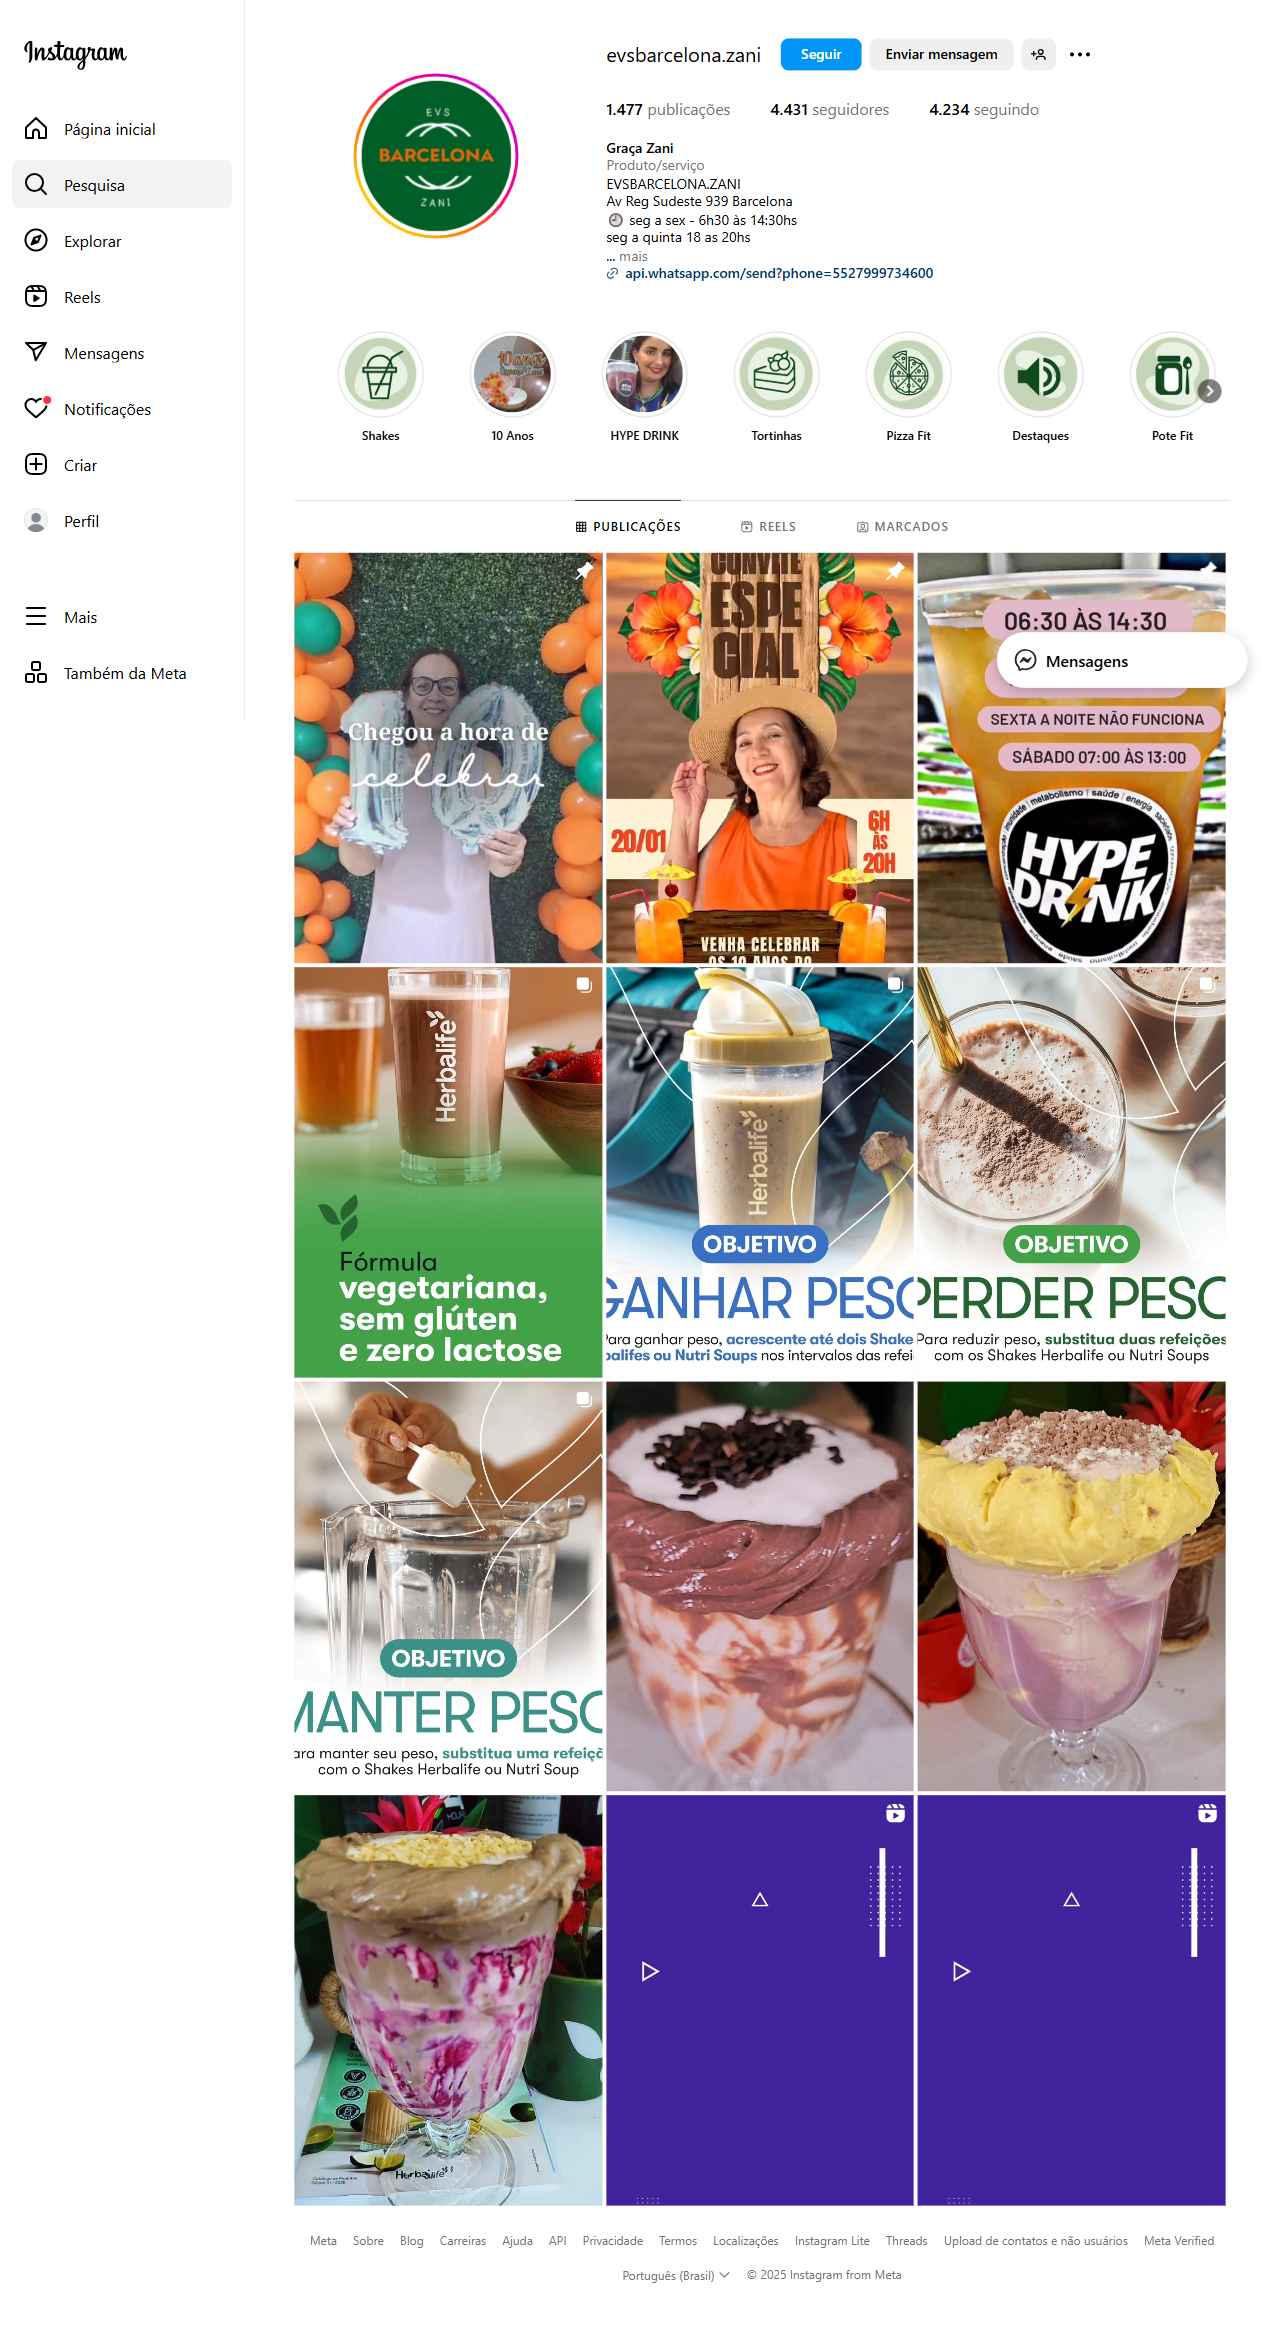 Instagram
Página inicial
Pesquisa
Explorar
Reels
Mensagens
Notificações
Criar
Perfil
Mais
Também da Meta
evsbarcelona.zani
Seguir
Enviar mensagem
1.477 publicações
4.431 seguidores
4.234 seguindo
Graça Zani
Produto/serviço
EVSBARCELONA.ZANI
Av Reg Sudeste 939 Barcelona
seg a sex - 6h30 às 14:30hs
seg a quinta 18 as 20hs
... mais
api.whatsapp.com/send?phone=5527999734600
EVS
BARCELONA
ZANI
Shakes
10 Anos
HYPE DRINK
Tortinhas
Pizza Fit
Destaques
Pote Fit
PUBLICAÇÕES
REELS
MARCADOS
Chegou a hora de
celebrar
CONVITE
ESPE
CIAL
20/01
6H
ÀS
20H
VENHA CELEBRAR
OS 10 ANOS DO
06:30 ÀS 14:30
Mensagens
SEXTA A NOITE NÃO FUNCIONA
SÁBADO 07:00 ÀS 13:00
metabolismo | saúde | energia
HYPE
DRINK
Herbalife
Fórmula
vegetariana,
sem glúten
e zero lactose
Herbalife
OBJETIVO
GANHAR PESO
Para ganhar peso, acrescente até dois Shake
balifes ou Nutri Soups nos intervalos das refei
OBJETIVO
PERDER PESO
Para reduzir peso, substitua duas refeições
com os Shakes Herbalife ou Nutri Soups
OBJETIVO
MANTER PESO
ara manter seu peso, substitua uma refeiçã
com o Shakes Herbalife ou Nutri Soup
Herbalife
Meta
Sobre
Blog
Carreiras
Ajuda
API
Privacidade
Termos
Localizações
Instagram Lite
Threads
Upload de contatos e não usuários
Meta Verified
Português (Brasil)
© 2025 Instagram from Meta